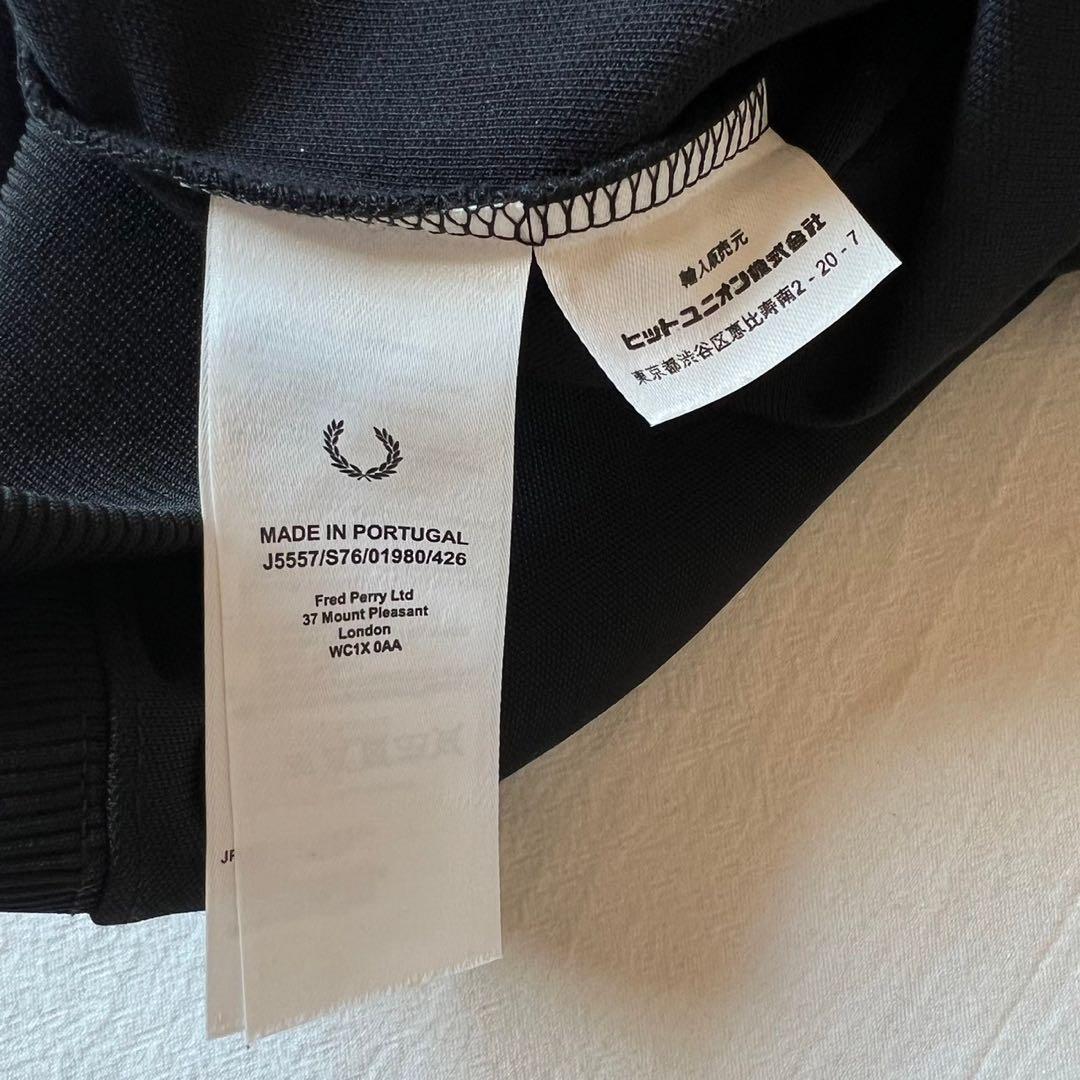 MADE IN PORTUGAL
J5557/S76/01980/426
Fred Perry Ltd
37 Mount Pleasant
London
WC1X 0AA
輸入販売元
ヒットユニオン株式会社
東京都渋谷区恵比寿南2-20-7